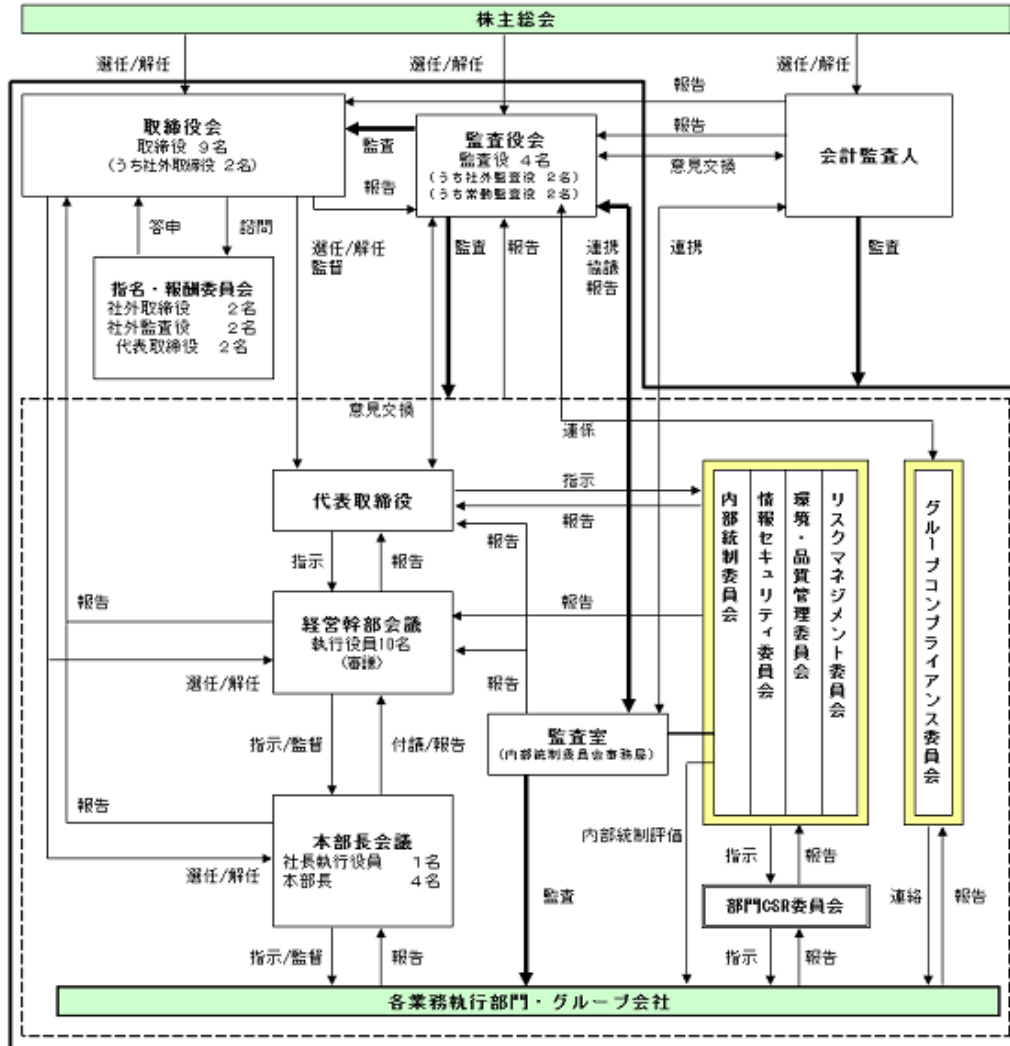 株主総会
選任/解任
選任/解任
選任/解任
報告
取締役会
取締役 9名
(うち社外取締役 2名)
監査
監査役会
監査役 4名
(うち社外監査役 2名)
(うち常勤監査役 2名)
報告
意見交換
会計監査人
報告
答申
諮問
選任/解任
監督
監査
報告
連携
協議
報告
連携
監査
指名・報酬委員会
社外取締役 2名
社外監査役 2名
代表取締役 2名
意見交換
連係
代表取締役
指示
報告
報告
指示
報告
内部統制委員会
情報セキュリティ委員会
環境・品質管理委員会
リスクマネジメント委員会
グループコンプライアンス委員会
報告
経営幹部会議
執行役員10名
(審議)
報告
選任/解任
報告
指示/監督
付議/報告
監査室
(内部統制委員会事務局)
報告
本部長会議
社長執行役員 1名
本部長 4名
選任/解任
内部統制評価
指示
報告
監査
部門CSR委員会
連絡
報告
指示/監督
報告
指示
報告
各業務執行部門・グループ会社